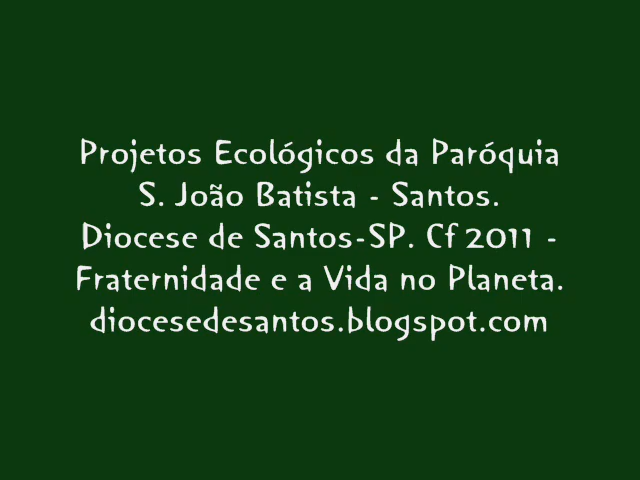 Projetos Ecológicos da Paróquia
S. João Batista - Santos.
Diocese de Santos-SP. Cf 2011 -
Fraternidade e a Vida no Planeta.
diocesedesantos.blogspot.com